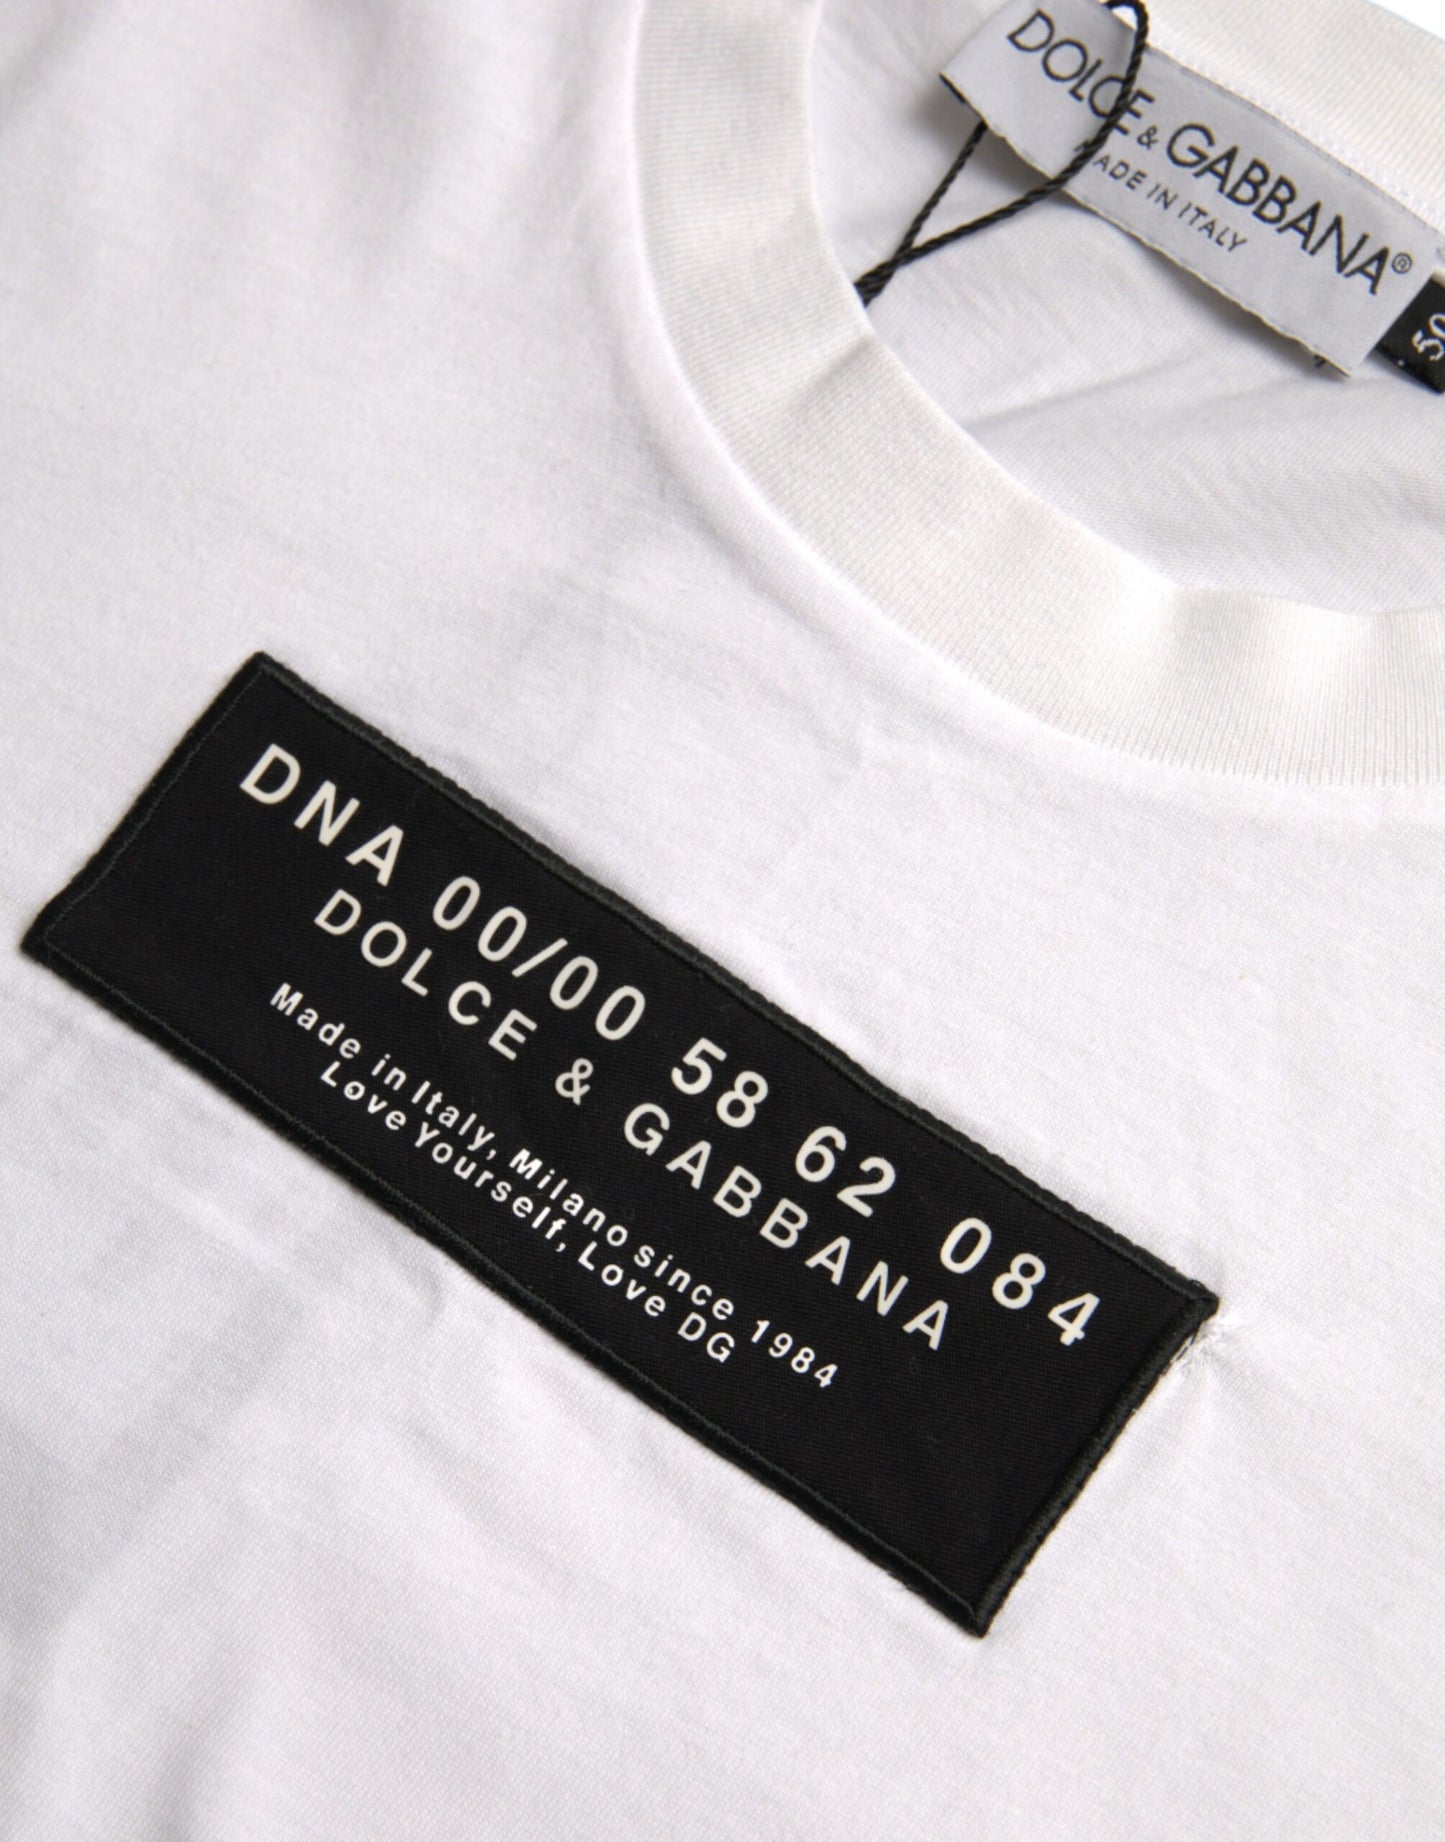 DOLCE & GABBANA®
MADE IN ITALY
50
DNA 00/00 58 62 084
DOLCE & GABBANA
Made in Italy, Milano since 1984
Love Yourself, Love DG